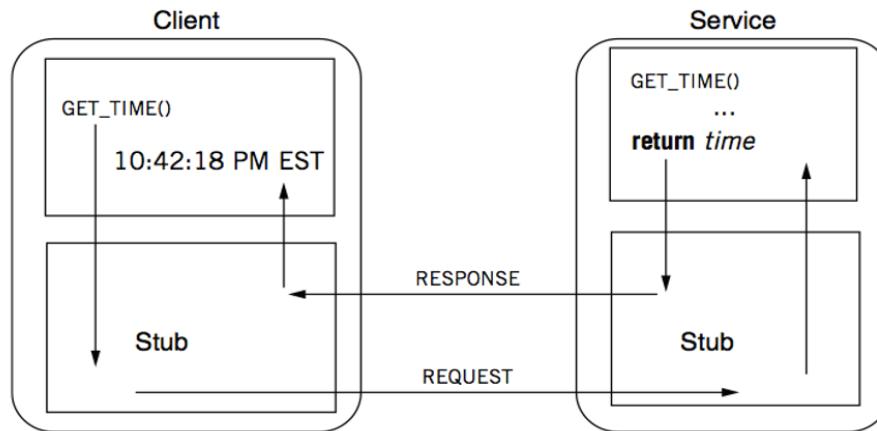 Client
GET_TIME()
10:42:18 PM EST
Stub
Service
GET_TIME()
...
return time
Stub
RESPONSE
REQUEST